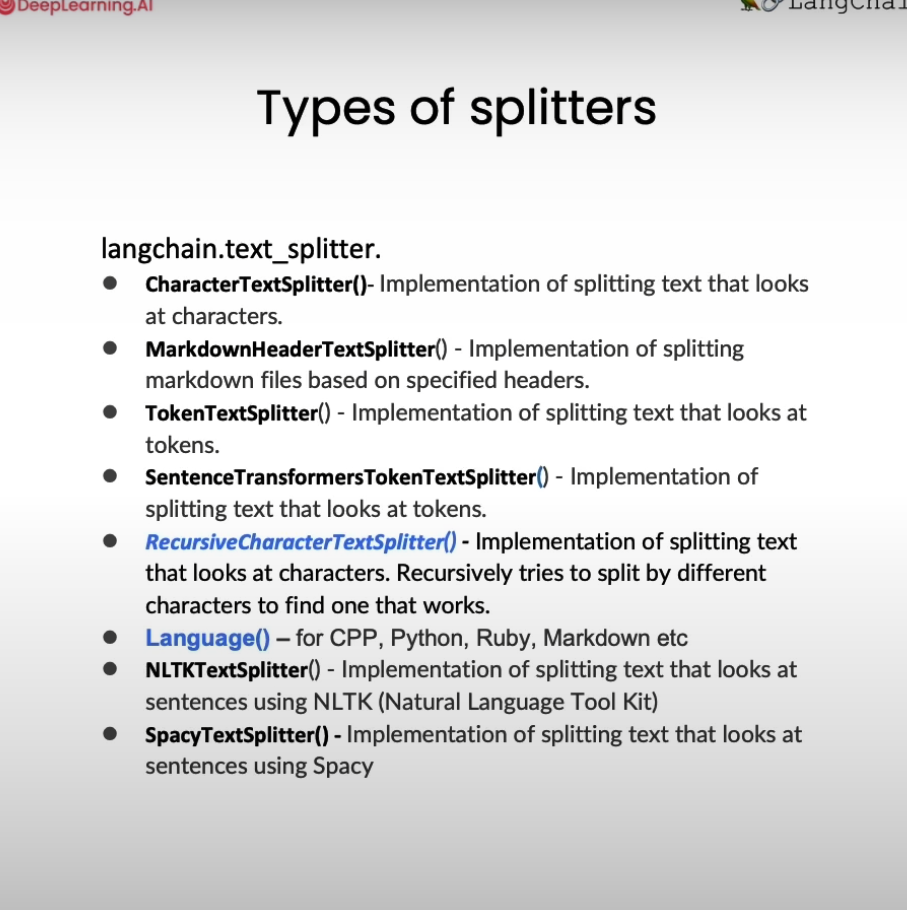 DeepLearning.AI
LangChai
Types of splitters
langchain.text_splitter.
● CharacterTextSplitter()- Implementation of splitting text that looks
at characters.
● MarkdownHeaderTextSplitter() - Implementation of splitting
markdown files based on specified headers.
● TokenTextSplitter() - Implementation of splitting text that looks at
tokens.
● SentenceTransformersTokenTextSplitter() - Implementation of
splitting text that looks at tokens.
● RecursiveCharacterTextSplitter() - Implementation of splitting text
that looks at characters. Recursively tries to split by different
characters to find one that works.
● Language() – for CPP, Python, Ruby, Markdown etc
● NLTKTextSplitter() - Implementation of splitting text that looks at
sentences using NLTK (Natural Language Tool Kit)
● SpacyTextSplitter() - Implementation of splitting text that looks at
sentences using Spacy